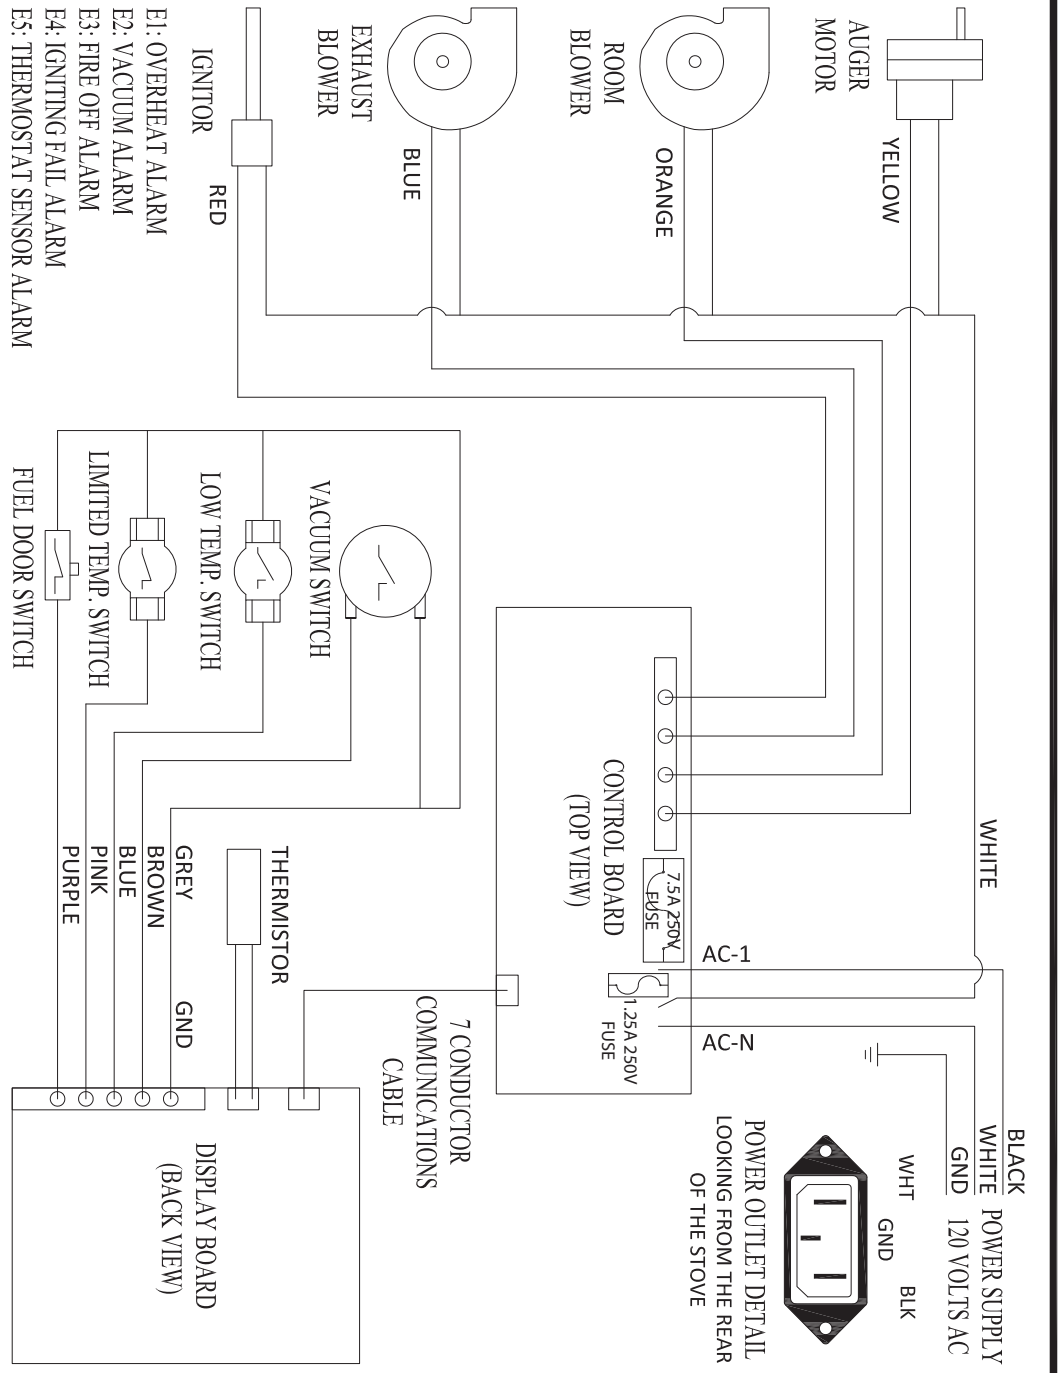 AUGER
MOTOR
YELLOW
ROOM
BLOWER
ORANGE
EXHAUST
BLOWER
BLUE
IGNITOR
RED
E1: OVERHEAT ALARM
E2: VACUUM ALARM
E3: FIRE OFF ALARM
E4: IGNITING FAIL ALARM
E5: THERMOSTAT SENSOR ALARM
WHITE
VACUUM SWITCH
LOW TEMP. SWITCH
LIMITED TEMP. SWITCH
FUEL DOOR SWITCH
CONTROL BOARD
(TOP VIEW)
7.5A 250V
FUSE
1.25A 250V
FUSE
AC-1
AC-N
THERMISTOR
GREY
BROWN
BLUE
PINK
PURPLE
GND
7 CONDUCTOR
COMMUNICATIONS
CABLE
DISPLAY BOARD
(BACK VIEW)
BLACK
WHITE
GND
POWER SUPPLY
120 VOLTS AC
WHT
GND
BLK
POWER OUTLET DETAIL
LOOKING FROM THE REAR
OF THE STOVE